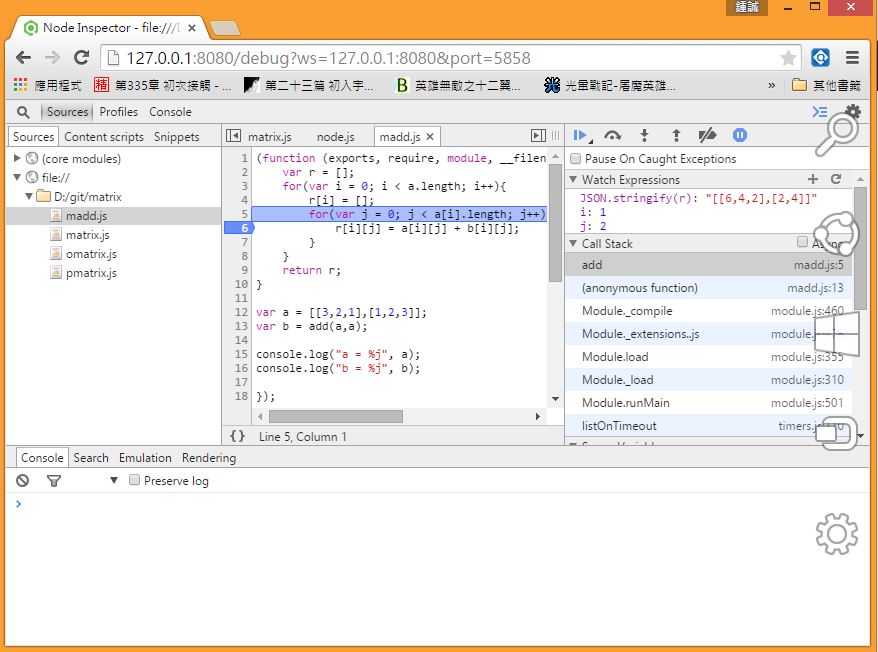 鍾誠
Node Inspector - file:///D
127.0.0.1:8080/debug?ws=127.0.0.1:8080&port=5858
應用程式
精 第335章 初次接觸 - ...
第二十三篇 初入字...
B 英雄無敵之十二翼...
光暈戰記-屠魔英雄...
»
其他書籤
Sources Profiles Console
Sources Content scripts Snippets
(core modules)
file://
D:/git/matrix
madd.js
matrix.js
omatrix.js
pmatrix.js
matrix.js node.js madd.js ×
1 (function (exports, require, module, __filen
2 var r = [];
3 for(var i = 0; i < a.length; i++){
4 r[i] = [];
5 for(var j = 0; j < a[i].length; j++)
6 r[i][j] = a[i][j] + b[i][j];
7 }
8 }
9 return r;
10 }
11
12 var a = [[3,2,1],[1,2,3]];
13 var b = add(a,a);
14
15 console.log("a = %j", a);
16 console.log("b = %j", b);
17
18 });
{} Line 5, Column 1
Pause On Caught Exceptions
Watch Expressions
JSON.stringify(r): "[[6,4,2],[2,4]]"
i: 1
j: 2
Call Stack
add madd.js:5
(anonymous function) madd.js:13
Module._compile module.js:460
Module._extensions..js module.js
Module.load module.js:355
Module._load module.js:310
Module.runMain module.js:501
listOnTimeout timers.js
Console Search Emulation Rendering
Preserve log
>